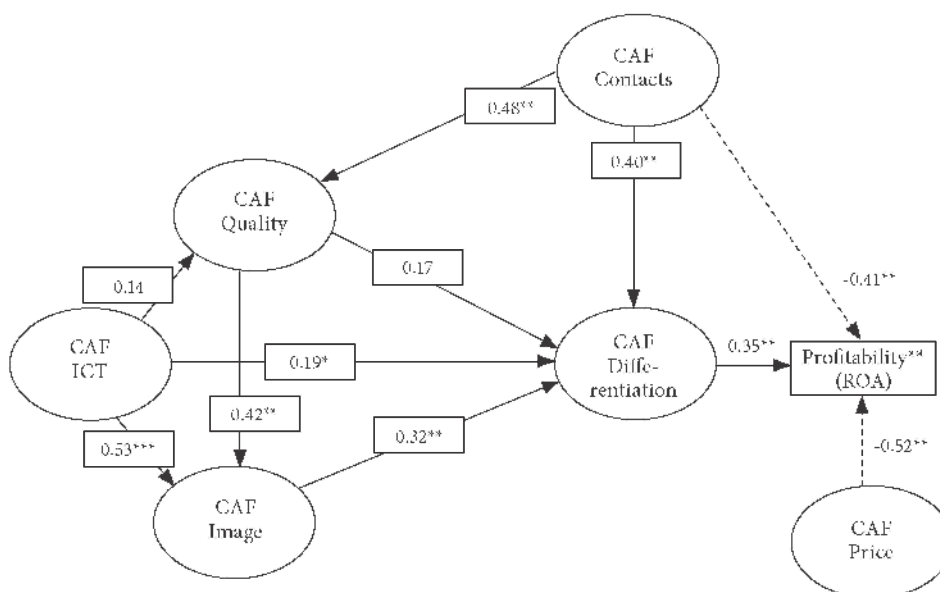 CAF
Contacts
0.48**
0.40**
CAF
Quality
0.17
-0.41**
0.14
CAF
ICT
0.19*
CAF
Diffe-
rentiation
0.35**
Profitability**
(ROA)
0.42**
0.32**
0.53***
-0.52**
CAF
Image
CAF
Price